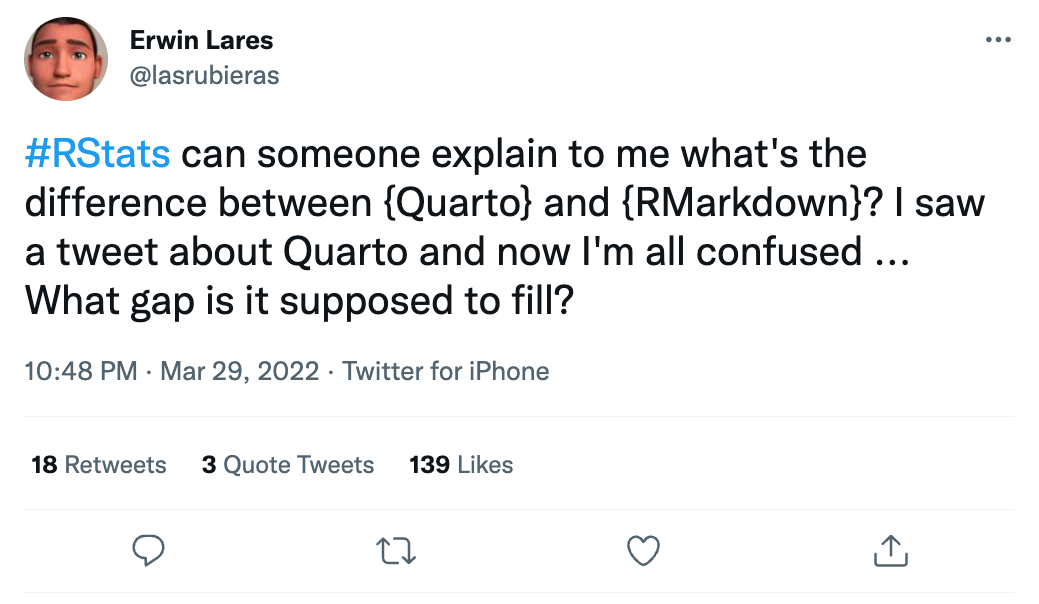 Erwin Lares
@lasrubieras
#RStats can someone explain to me what's the
difference between {Quarto} and {RMarkdown}? I saw
a tweet about Quarto and now I'm all confused ...
What gap is it supposed to fill?
10:48 PM · Mar 29, 2022 · Twitter for iPhone
18 Retweets 3 Quote Tweets 139 Likes